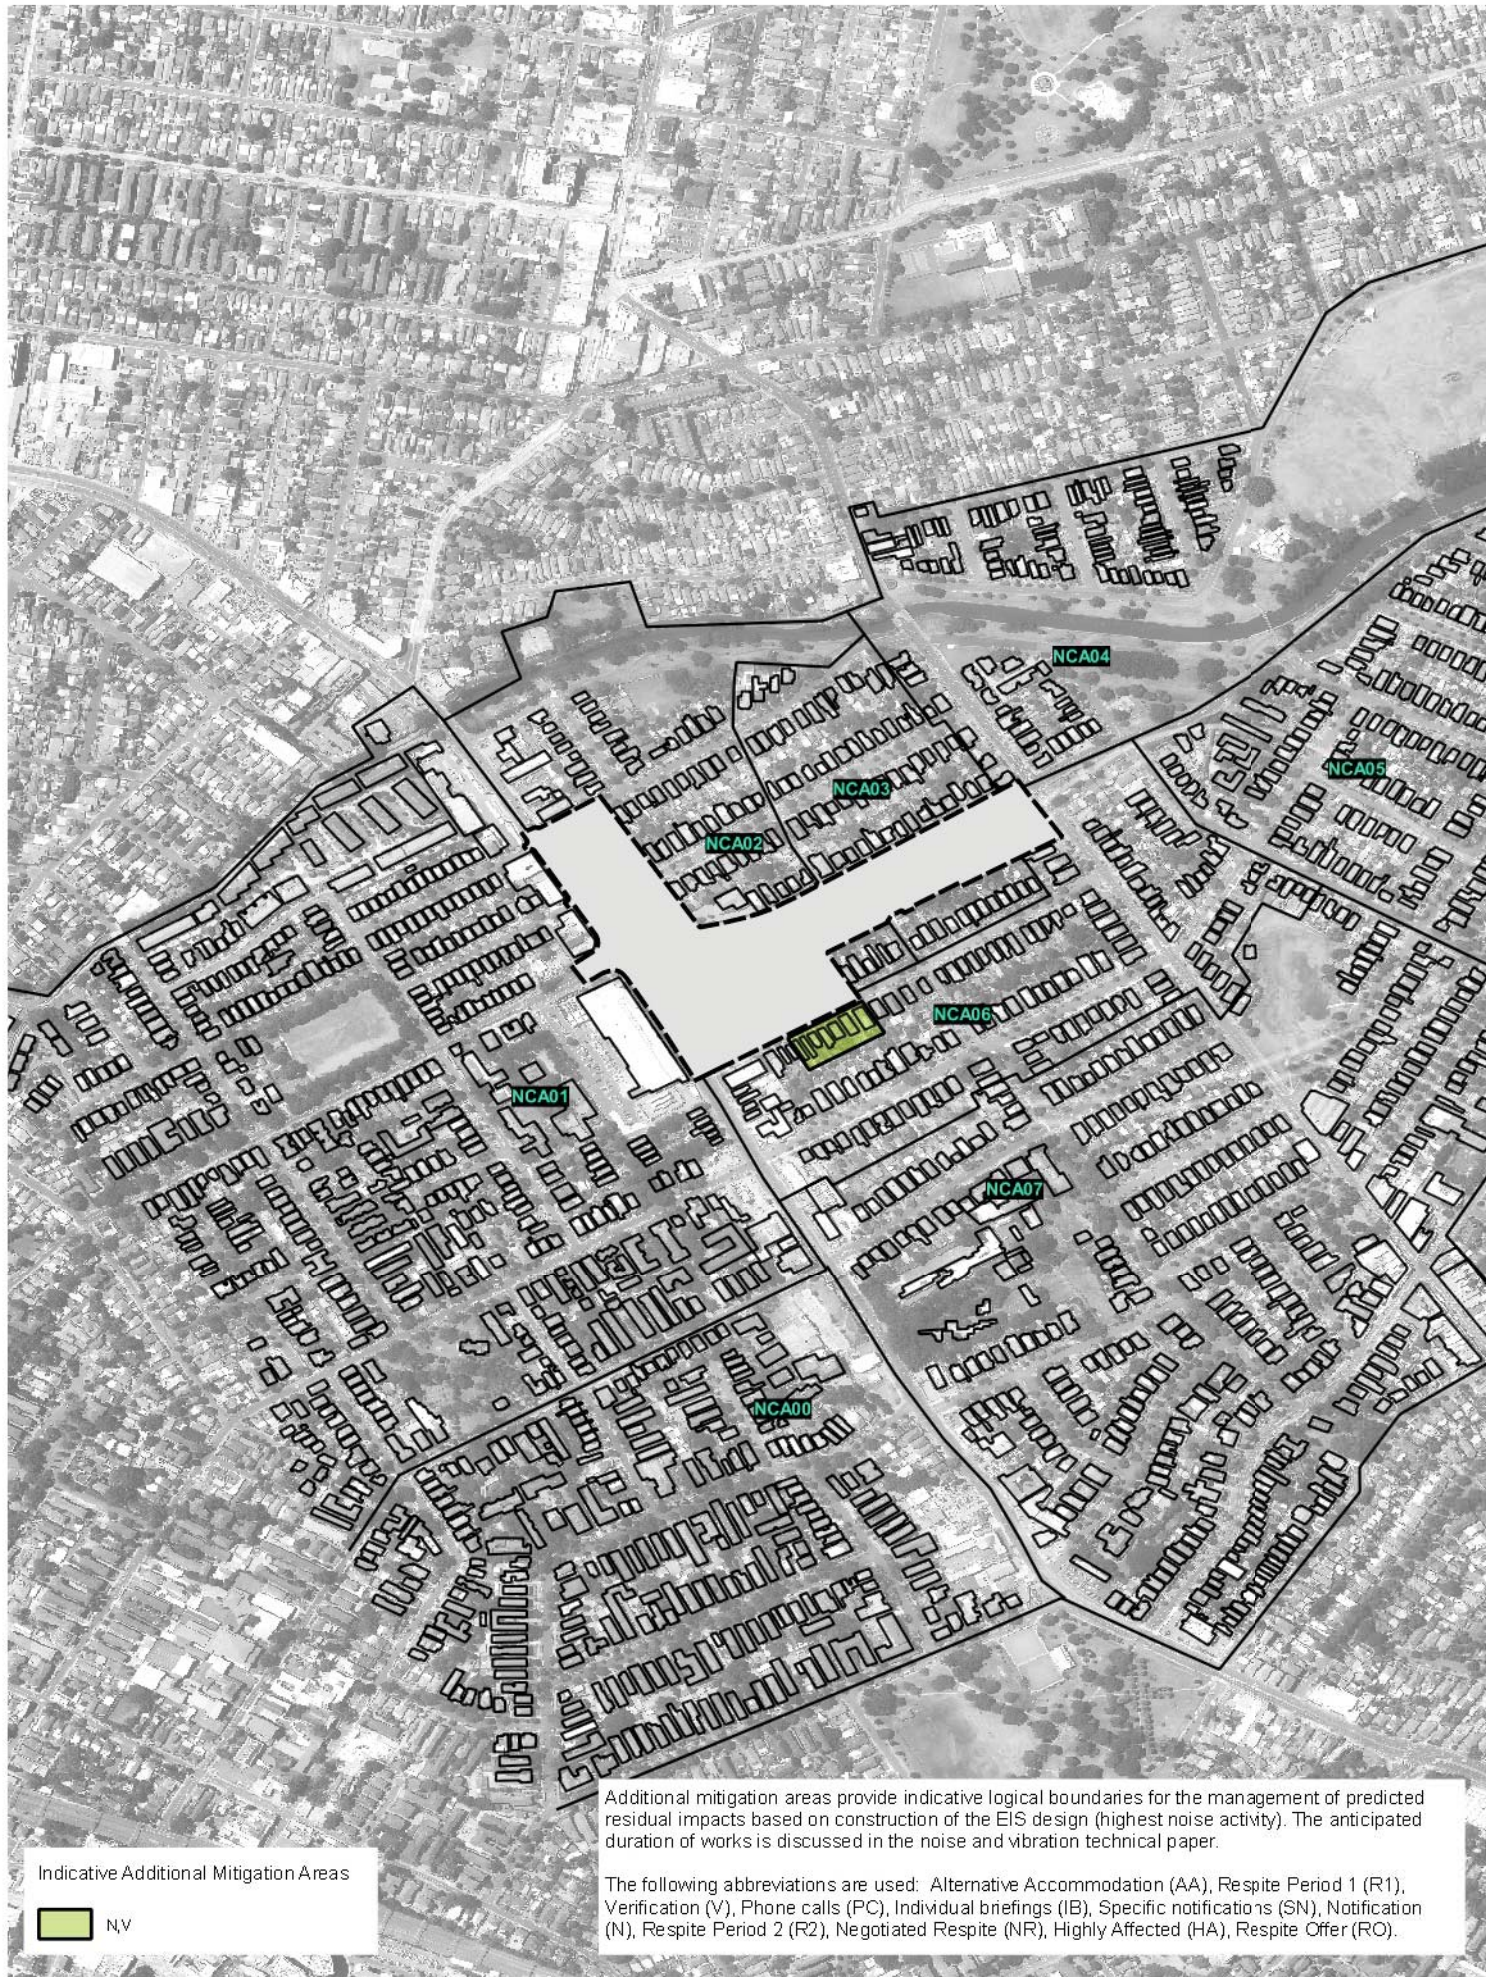 NCA04
NCA05
NCA03
NCA02
NCA06
NCA01
NCA07
NCA00
Additional mitigation areas provide indicative logical boundaries for the management of predicted
residual impacts based on construction of the EIS design (highest noise activity). The anticipated
duration of works is discussed in the noise and vibration technical paper.
The following abbreviations are used: Alternative Accommodation (AA), Respite Period 1 (R1),
Verification (V), Phone calls (PC), Individual briefings (IB), Specific notifications (SN), Notification
(N), Respite Period 2 (R2), Negotiated Respite (NR), Highly Affected (HA), Respite Offer (RO).
Indicative Additional Mitigation Areas
N,V